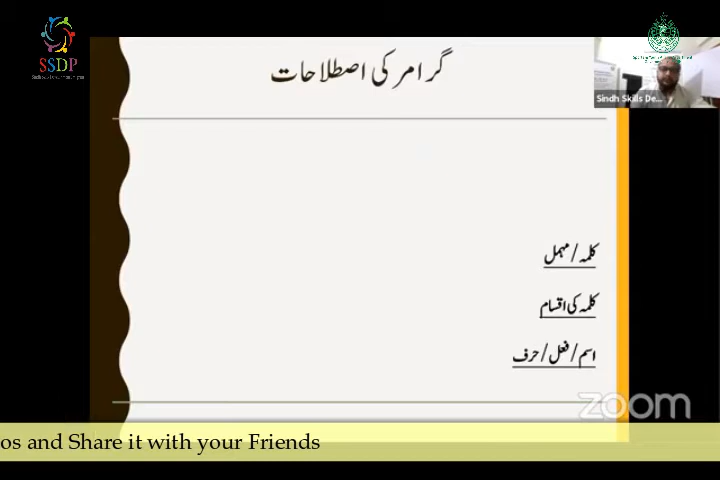 SSDP
گرامر کی اصطلاحات
Sindh Skills De...
کلمہ / مہمل
کلمہ کی اقسام
اسم / فعل / حرف
zoom
os and Share it with your Friends